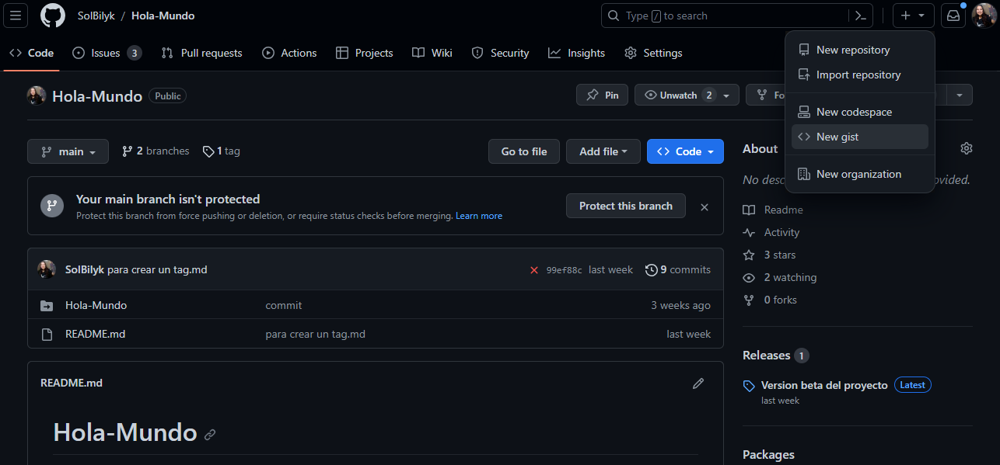 SolBilyk / Hola-Mundo
Type / to search
Code
Issues 3
Pull requests
Actions
Projects
Wiki
Security
Insights
Settings
New repository
Import repository
New codespace
New gist
New organization
Hola-Mundo Public
Pin
Unwatch 2
main
2 branches
1 tag
Go to file
Add file
Code
About
Your main branch isn't protected
Protect this branch from force pushing or deletion, or require status checks before merging. Learn more
Protect this branch
No
Readme
Activity
3 stars
2 watching
0 forks
SolBilyk para crear un tag.md
99ef88c last week 9 commits
Hola-Mundo commit 3 weeks ago
README.md para crear un tag.md last week
Releases 1
Version beta del proyecto Latest
last week
README.md
Hola-Mundo
Packages